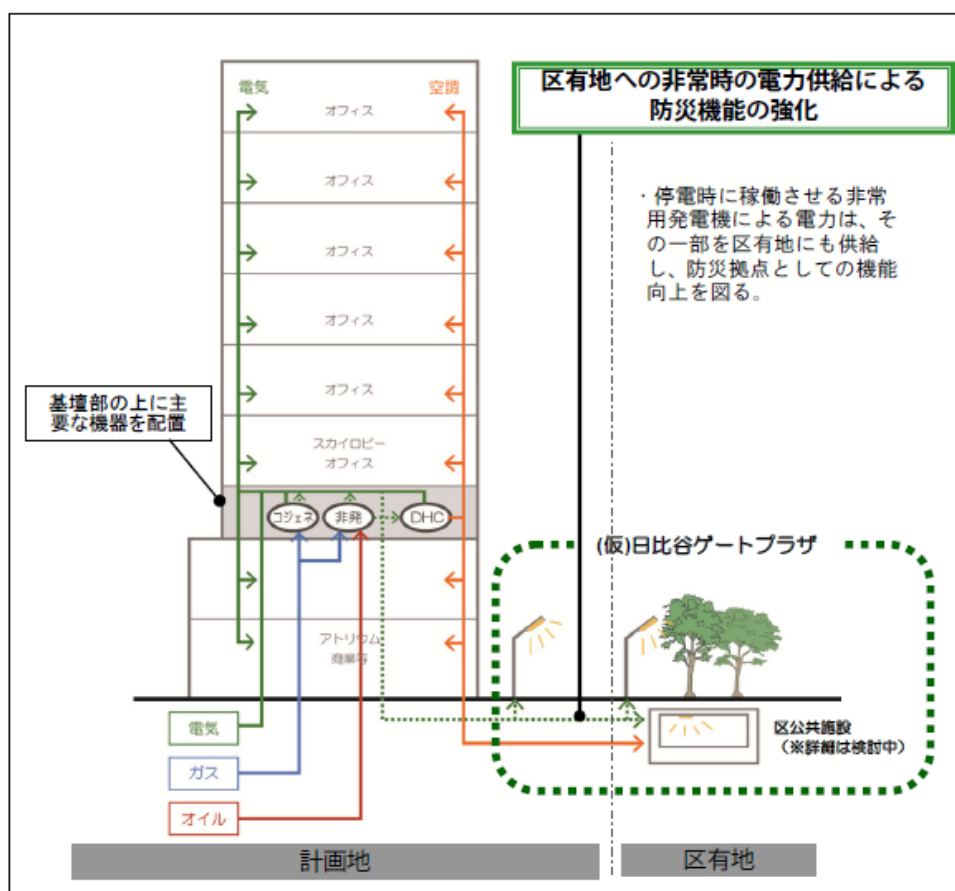 区有地への非常時の電力供給による
防災機能の強化
電気
空調
オフィス
オフィス
オフィス
オフィス
オフィス
スカイロビー
オフィス
・停電時に稼働させる非常
用発電機による電力は、そ
の一部を区有地にも供給
し、防災拠点としての機能
向上を図る。
基壇部の上に主
要な機器を配置
コジェネ
非発
DHC
(仮)日比谷ゲートプラザ
アトリウム
商業等
電気
ガス
オイル
区公共施設
(※詳細は検討中)
計画地
区有地